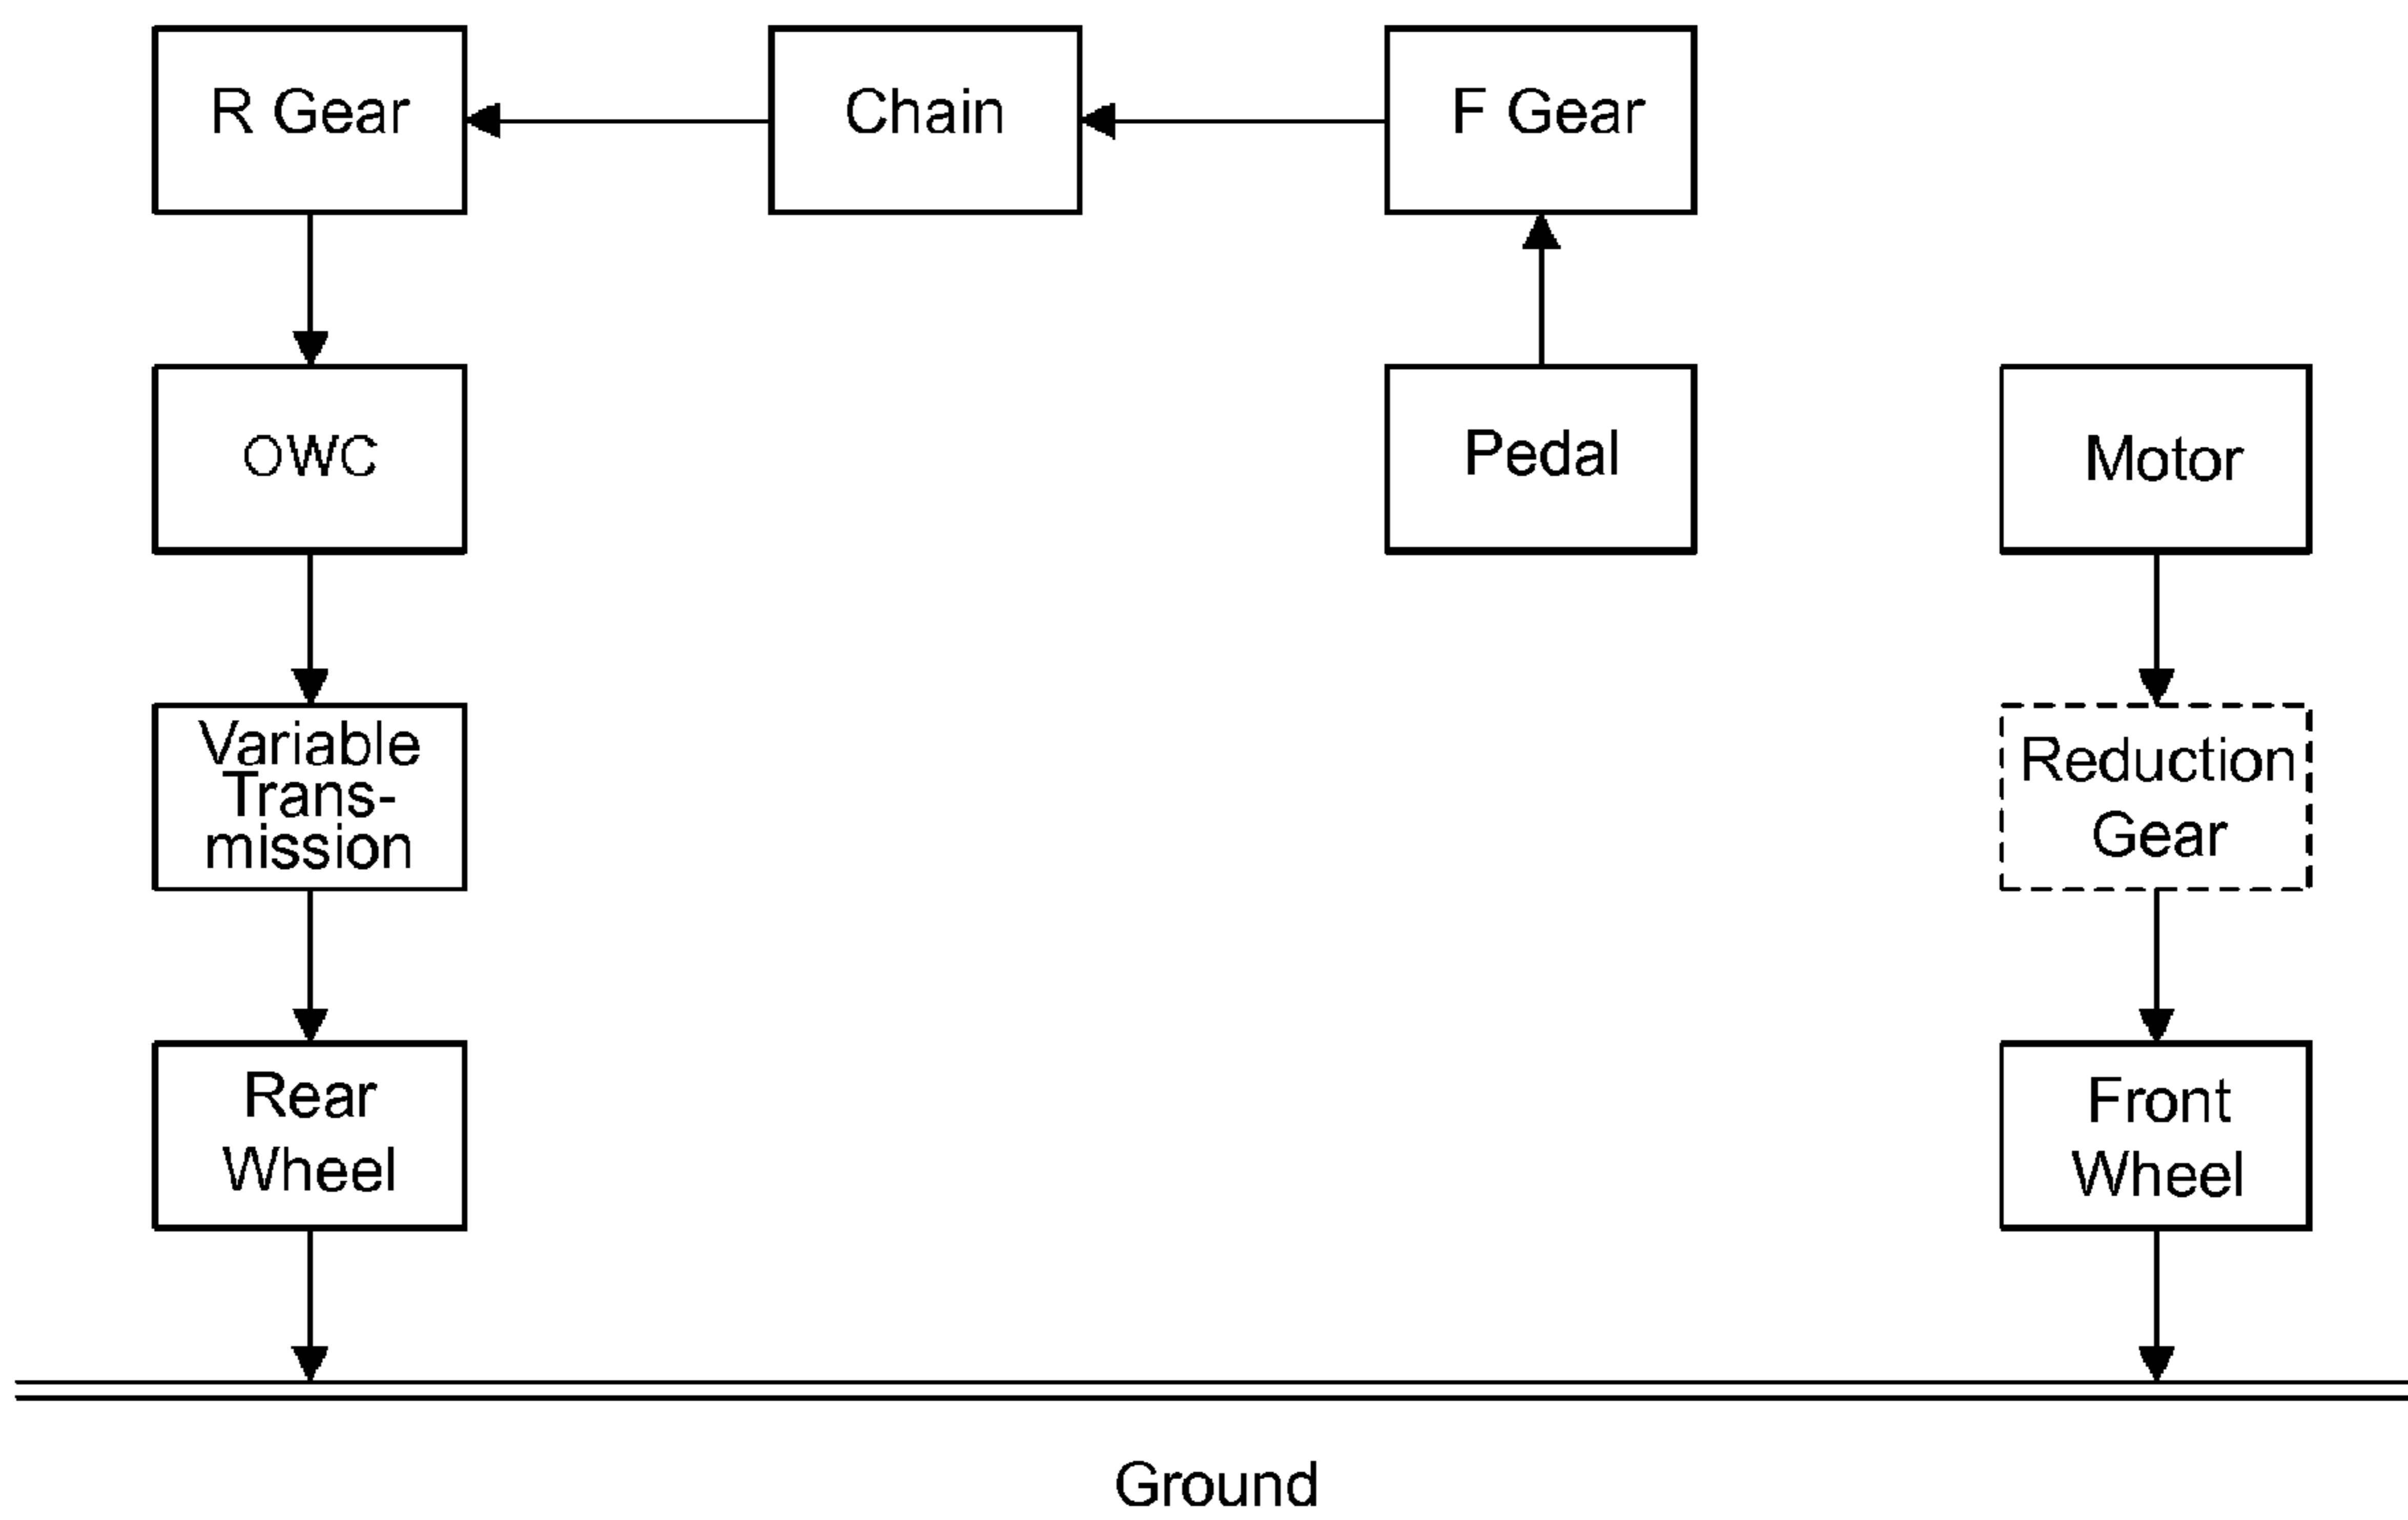 R Gear
Chain
F Gear
OWC
Pedal
Motor
Variable
Trans-
mission
Reduction
Gear
Rear
Wheel
Front
Wheel
Ground